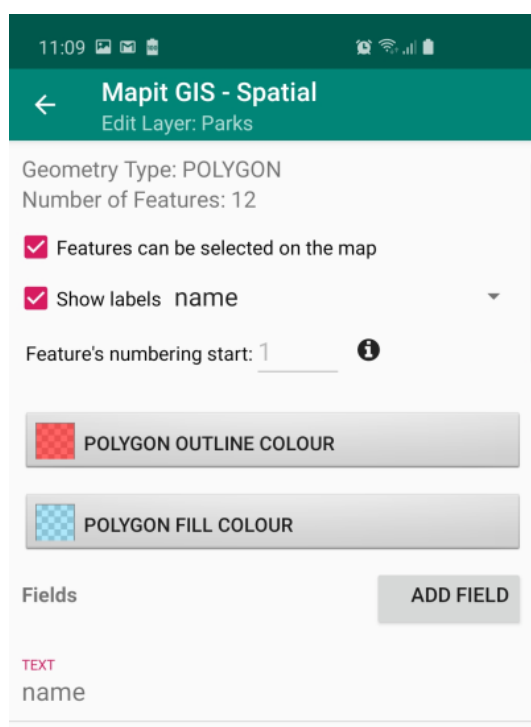 11:09
Mapit GIS - Spatial
Edit Layer: Parks
Geometry Type: POLYGON
Number of Features: 12
Features can be selected on the map
Show labels name
Feature's numbering start: 1
POLYGON OUTLINE COLOUR
POLYGON FILL COLOUR
Fields ADD FIELD
TEXT
name